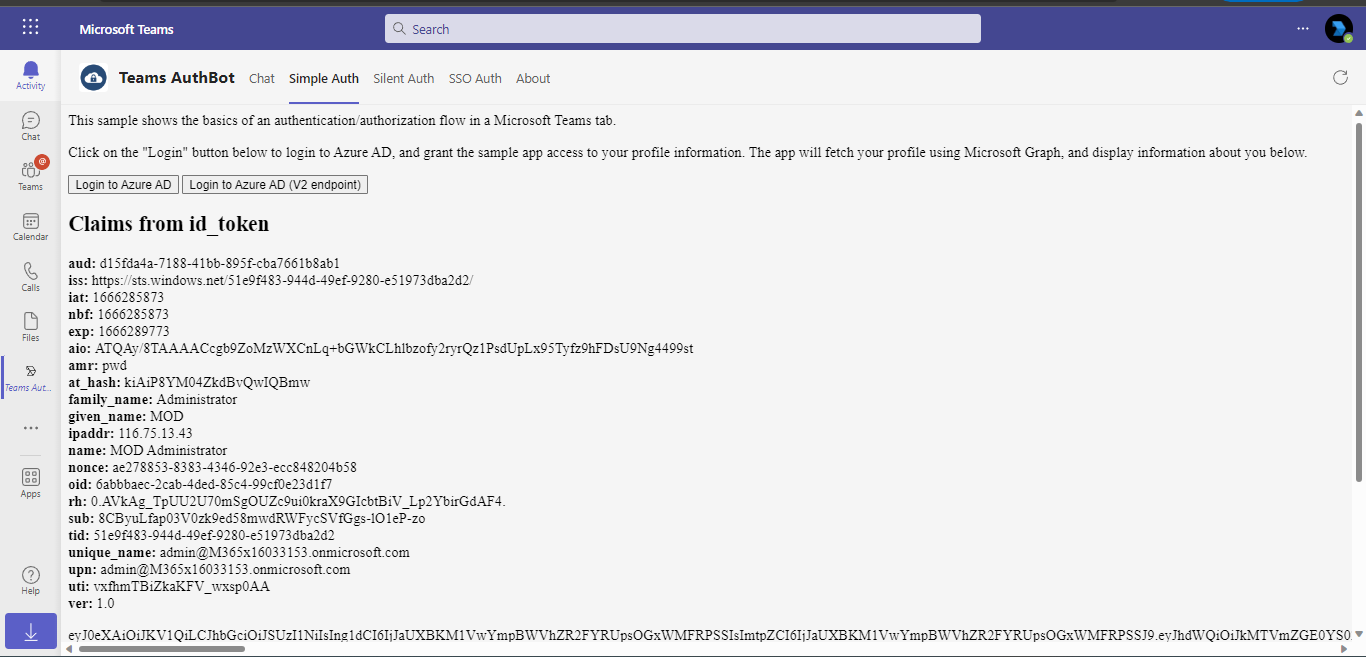 Microsoft Teams
Search
Activity
Chat
Teams
Calendar
Calls
Files
Teams Aut...
Apps
Help
Teams AuthBot Chat Simple Auth Silent Auth SSO Auth About
This sample shows the basics of an authentication/authorization flow in a Microsoft Teams tab.
Click on the "Login" button below to login to Azure AD, and grant the sample app access to your profile information. The app will fetch your profile using Microsoft Graph, and display information about you below.
Login to Azure AD Login to Azure AD (V2 endpoint)
Claims from id_token
aud: d15fda4a-7188-41bb-895f-cba7661b8ab1
iss: https://sts.windows.net/51e9f483-944d-49ef-9280-e51973dba2d2/
iat: 1666285873
nbf: 1666285873
exp: 1666289773
aio: ATQAy/8TAAAACcgb9ZoMzWXCnLq+bGWkCLhlbzofy2ryrQz1PsdUpLx95Tyfz9hFDsU9Ng4499st
amr: pwd
at_hash: kiAiP8YM04ZkdBvQwIQBmw
family_name: Administrator
given_name: MOD
ipaddr: 116.75.13.43
name: MOD Administrator
nonce: ae278853-8383-4346-92e3-ecc848204b58
oid: 6abbbaec-2cab-4ded-85c4-99cf0e23d1f7
rh: 0.AVkAg_TpUU2U70mSgOUZc9ui0kraX9GIcbtBiV_Lp2YbirGdAF4.
sub: 8CByuLfap03V0zk9ed58mwdRWFycSVfGgs-lO1eP-zo
tid: 51e9f483-944d-49ef-9280-e51973dba2d2
unique_name: admin@M365x16033153.onmicrosoft.com
upn: admin@M365x16033153.onmicrosoft.com
uti: vxfhmTBiZkaKFV_wxsp0AA
ver: 1.0
eyJ0eXAiOiJKV1QiLCJhbGciOiJSUzI1NiIsIng1dCI6IjJaUXBKM1VwYmpBWVhZR2FYRUpsOGxWMFRPSSIsImtpZCI6IjJaUXBKM1VwYmpBWVhZR2FYRUpsOGxWMFRPSSJ9.eyJhdWQiOiJkMTVmZGE0YS0